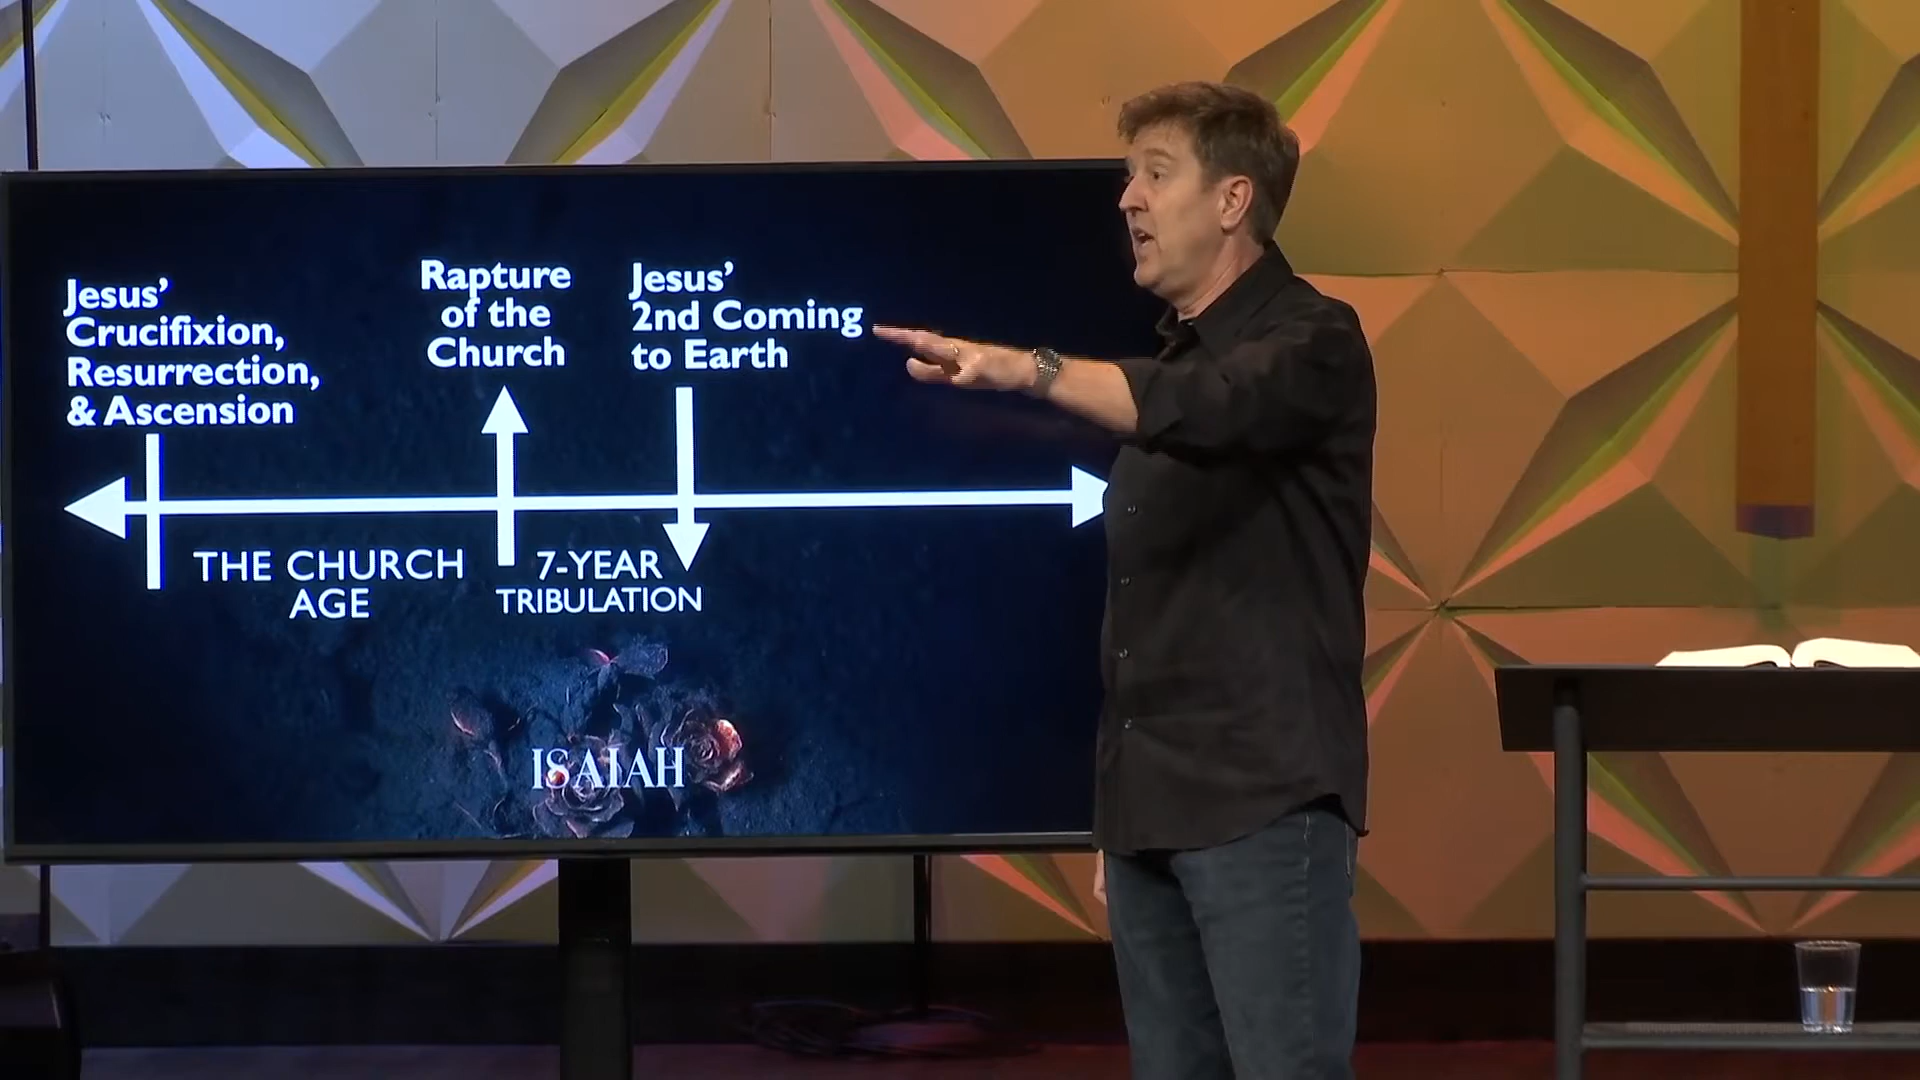 Jesus’
Crucifixion,
Resurrection,
& Ascension
Rapture
of the
Church
Jesus’
2nd Coming
to Earth
THE CHURCH
AGE
7-YEAR
TRIBULATION
ISAIAH